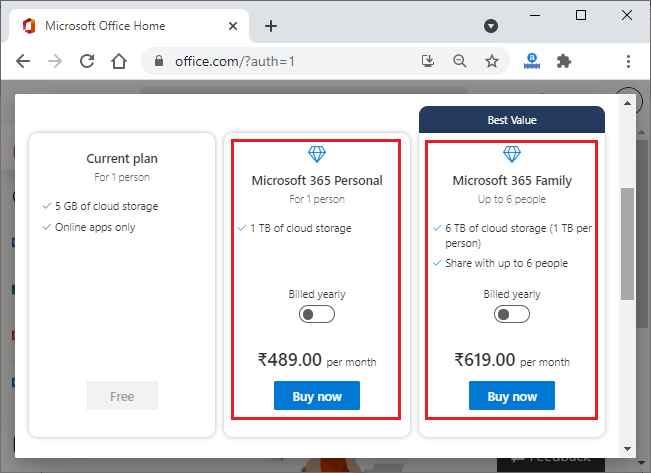 Microsoft Office Home
office.com/?auth=1
Best Value
Current plan
For 1 person
5 GB of cloud storage
Online apps only
Free
Microsoft 365 Personal
For 1 person
1 TB of cloud storage
Billed yearly
₹489.00 per month
Buy now
Microsoft 365 Family
Up to 6 people
6 TB of cloud storage (1 TB per
person)
Share with up to 6 people
Billed yearly
₹619.00 per month
Buy now
Feedback